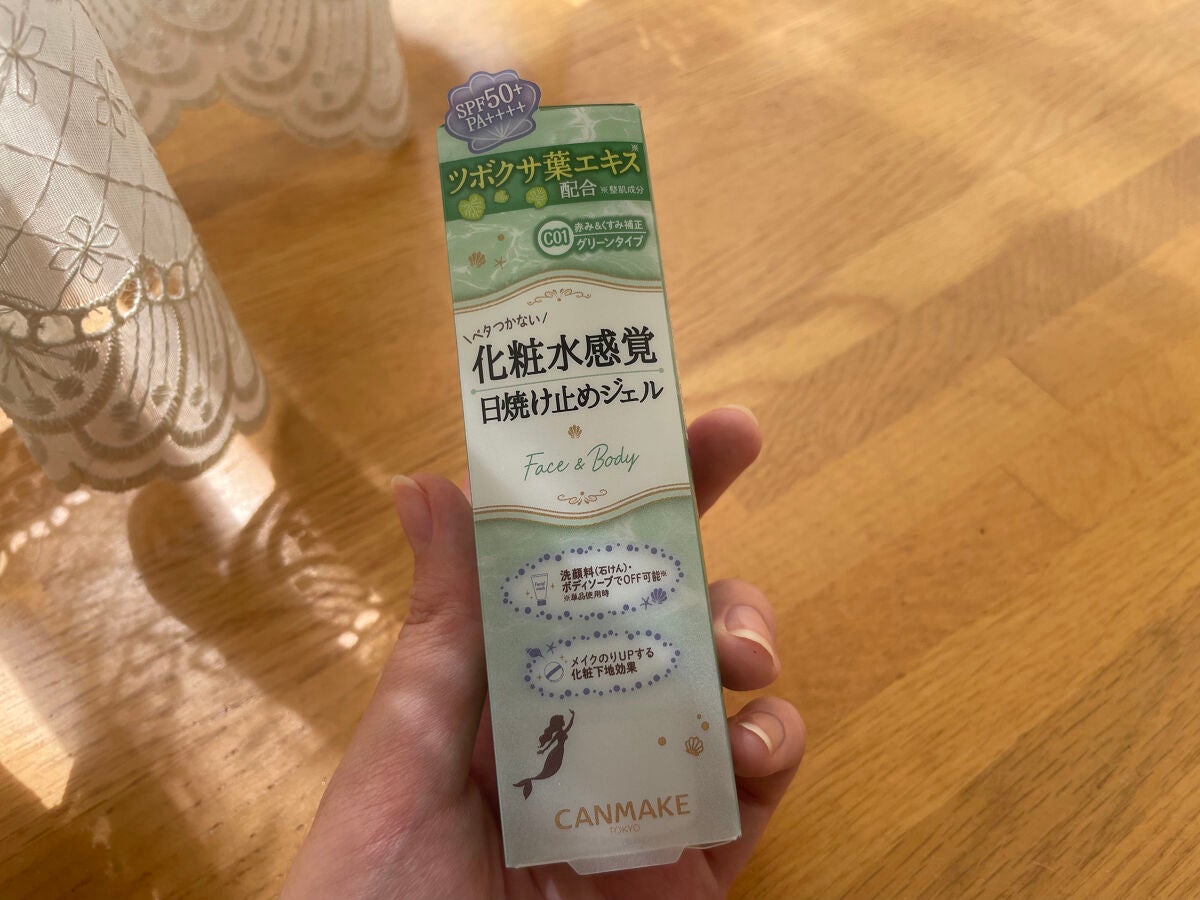 SPF50+
PA++++
ツボクサ葉エキス※
配合 ※整肌成分
C01
赤み&くすみ補正
グリーンタイプ
\ベタつかない/
化粧水感覚
日焼け止めジェル
Face & Body
洗顔料(石けん)・
ボディソープでOFF可能※
※単品使用時
メイクのりUPする
化粧下地効果
CANMAKE
TOKYO